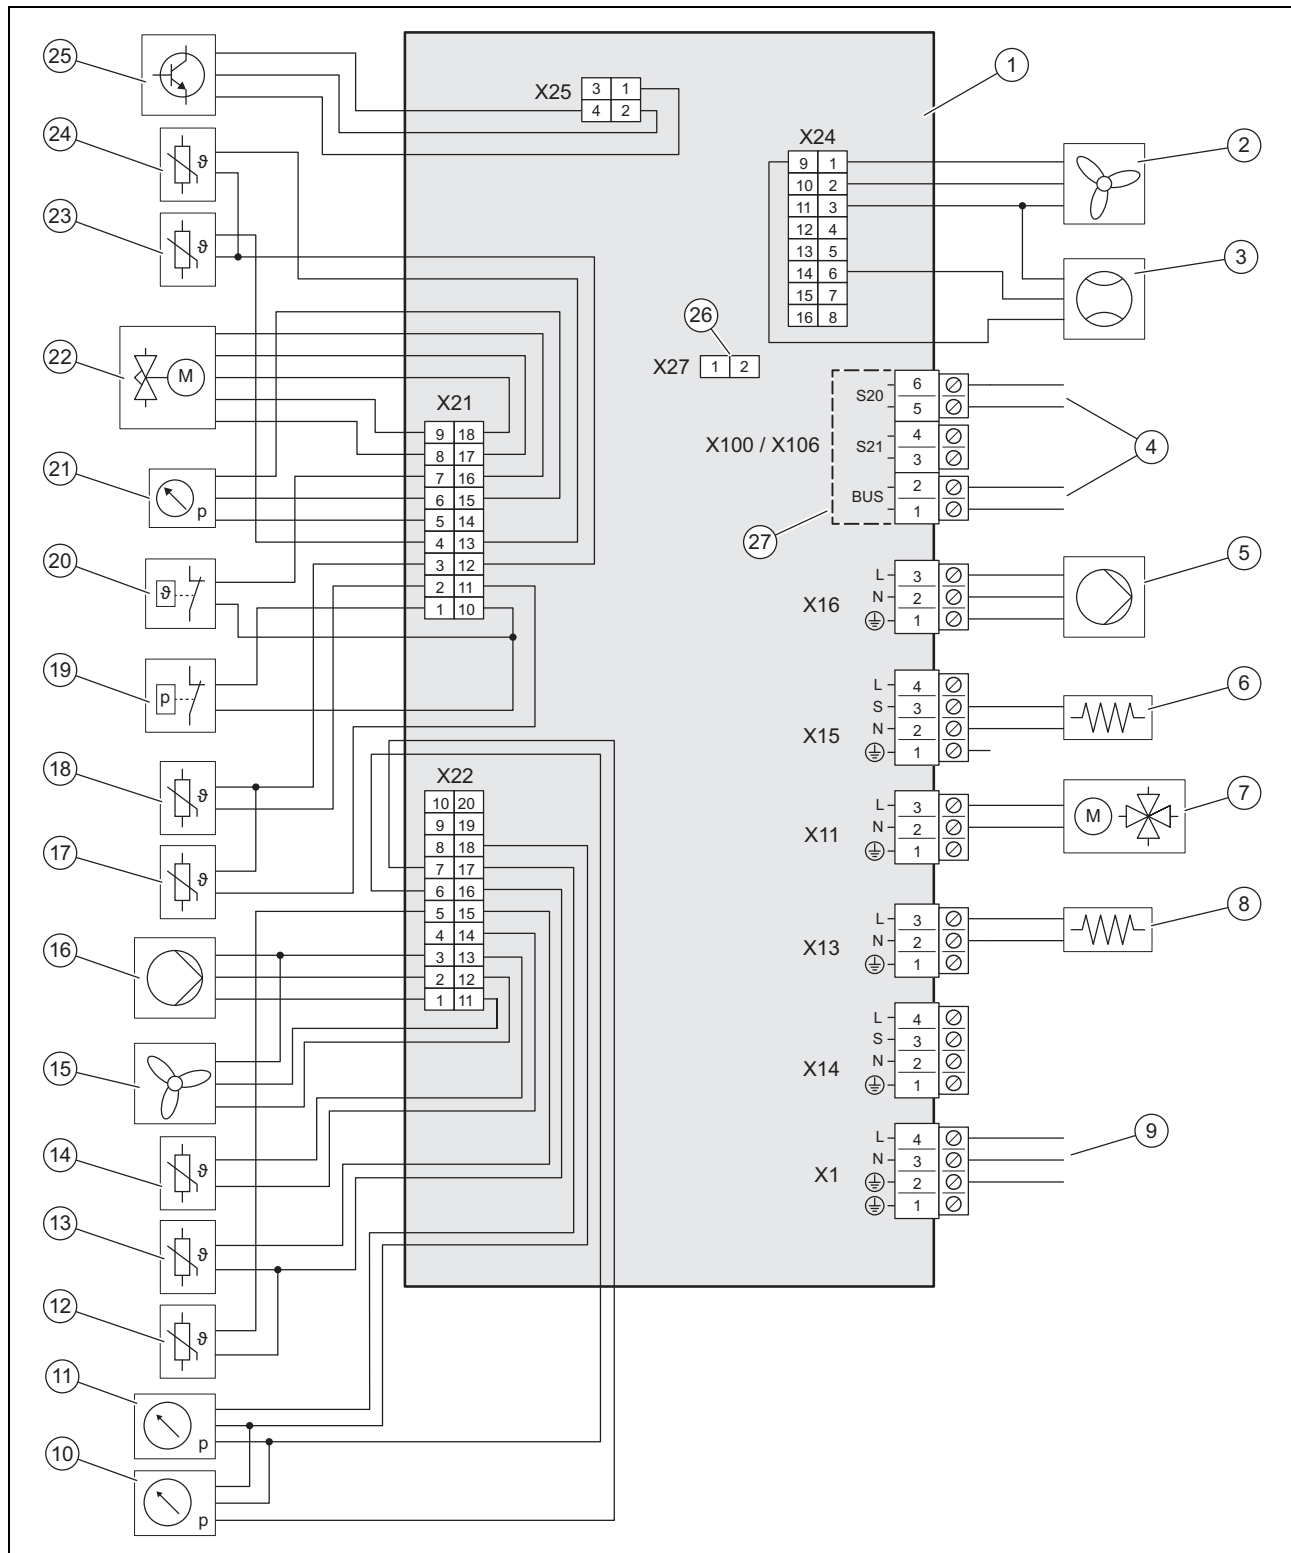 25
1
X25
3 1
4 2
24
X24
2
9 1
10 2
11 3
12 4
13 5
14 6
15 7
16 8
ϑ
23
ϑ
3
26
X27 1 2
22
M
X21
9 18
8 17
7 16
6 15
5 14
4 13
3 12
2 11
1 10
X100 / X106
S20
6
5
S21
4
3
BUS
2
1
4
27
21
p
20
ϑ
X16
L 3
N 2
1
5
19
p
X15
L 4
S 3
N 2
1
6
18
ϑ
X22
10 20
9 19
8 18
7 17
6 16
5 15
4 14
3 13
2 12
1 11
X11
L 3
N 2
1
M
7
17
ϑ
16
X13
L 3
N 2
1
8
15
X14
L 4
S 3
N 2
1
14
ϑ
X1
L 4
N 3
2
1
9
13
ϑ
12
ϑ
11
p
10
p